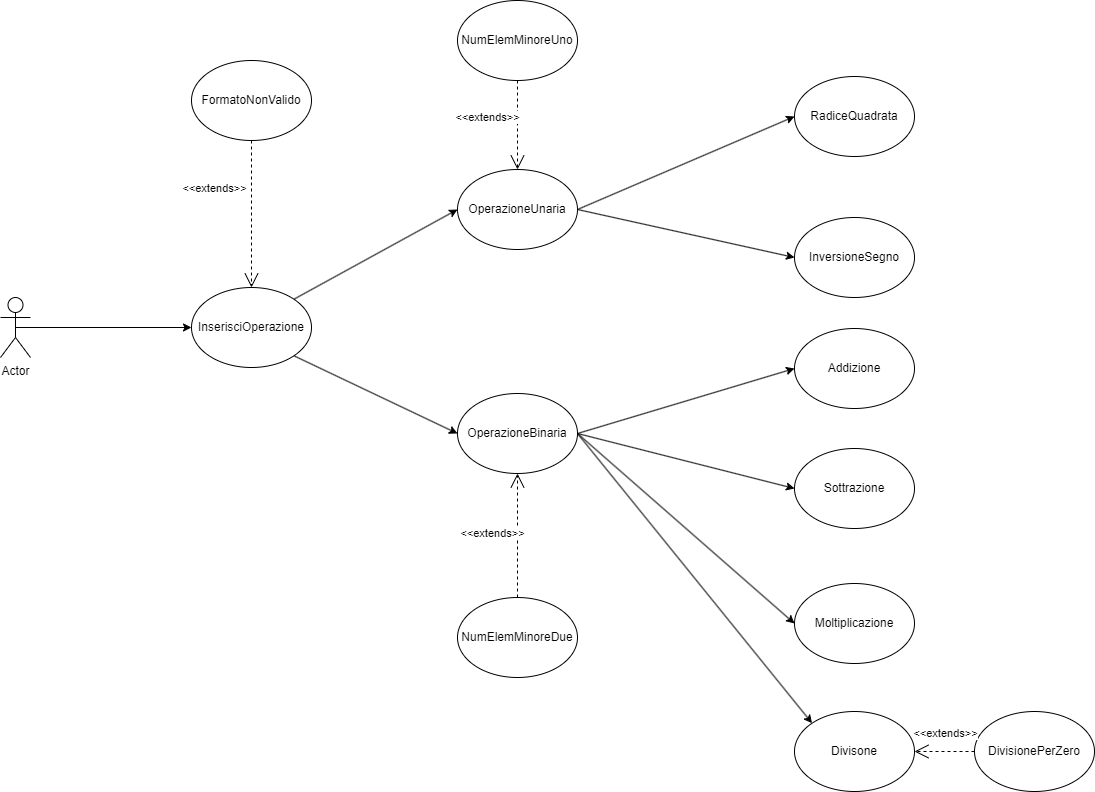 NumElemMinoreUno
FormatoNonValido
<<extends>>
RadiceQuadrata
<<extends>>
OperazioneUnaria
InversioneSegno
InserisciOperazione
Actor
Addizione
OperazioneBinaria
Sottrazione
<<extends>>
Moltiplicazione
NumElemMinoreDue
<<extends>>
Divisone
DivisionePerZero